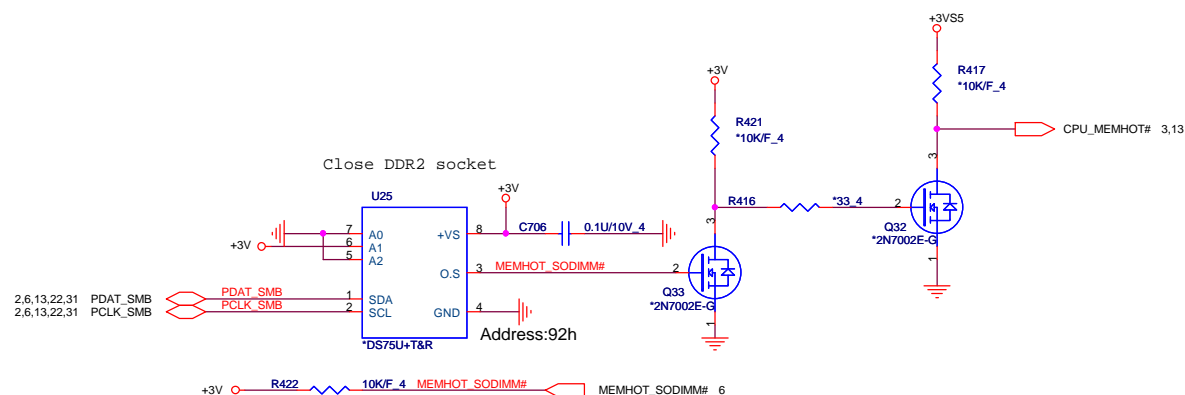 +3VS5
R417
*10K/F_4
+3V
R421
*10K/F_4
CPU_MEMHOT# 3,13
3
Close DDR2 socket
U25
+3V
R416 *33_4 2
Q32
*2N7002E-G
1
7 A0 +VS 8 C706 0.1U/10V_4
3
+3V 6 A1
5 A2
O.S 3 MEMHOT_SODIMM# 2
Q33
*2N7002E-G
1
2,6,13,22,31 PDAT_SMB PDAT_SMB 1 SDA
2,6,13,22,31 PCLK_SMB PCLK_SMB 2 SCL
GND 4
Address:92h
*DS75U+T&R
+3V R422 10K/F_4 MEMHOT_SODIMM# MEMHOT_SODIMM# 6